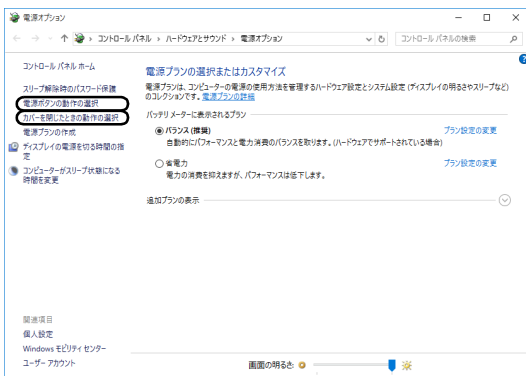 電源オプション
コントロール パネル › ハードウェアとサウンド › 電源オプション
コントロール パネルの検索
コントロール パネル ホーム
スリープ解除時のパスワード保護
電源ボタンの動作の選択
カバーを閉じたときの動作の選択
電源プランの作成
ディスプレイの電源を切る時間の指
定
コンピューターがスリープ状態になる
時間を変更
電源プランの選択またはカスタマイズ
電源プランは、コンピューターの電源の使用方法を管理するハードウェア設定とシステム設定 (ディスプレイの明るさやスリープなど)
のコレクションです。電源プランの詳細
バッテリ メーターに表示されるプラン
バランス (推奨) プラン設定の変更
自動的にパフォーマンスと電力消費のバランスを取ります。(ハードウェアでサポートされている場合)
省電力 プラン設定の変更
電力の消費を抑えますが、パフォーマンスは低下します。
追加プランの表示
関連項目
個人設定
Windows モビリティ センター
ユーザー アカウント
画面の明るさ: